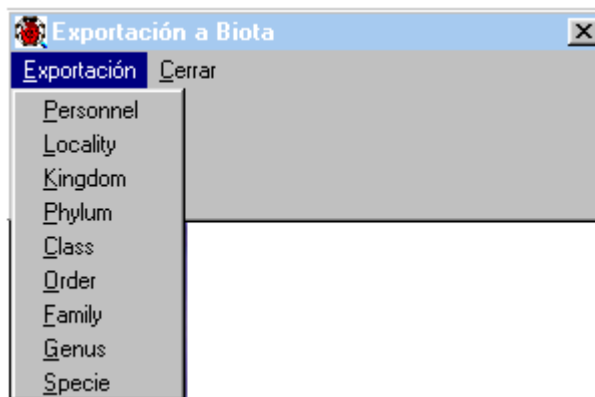 Exportación a Biota
Exportación Cerrar
Personnel
Locality
Kingdom
Phylum
Class
Order
Family
Genus
Specie